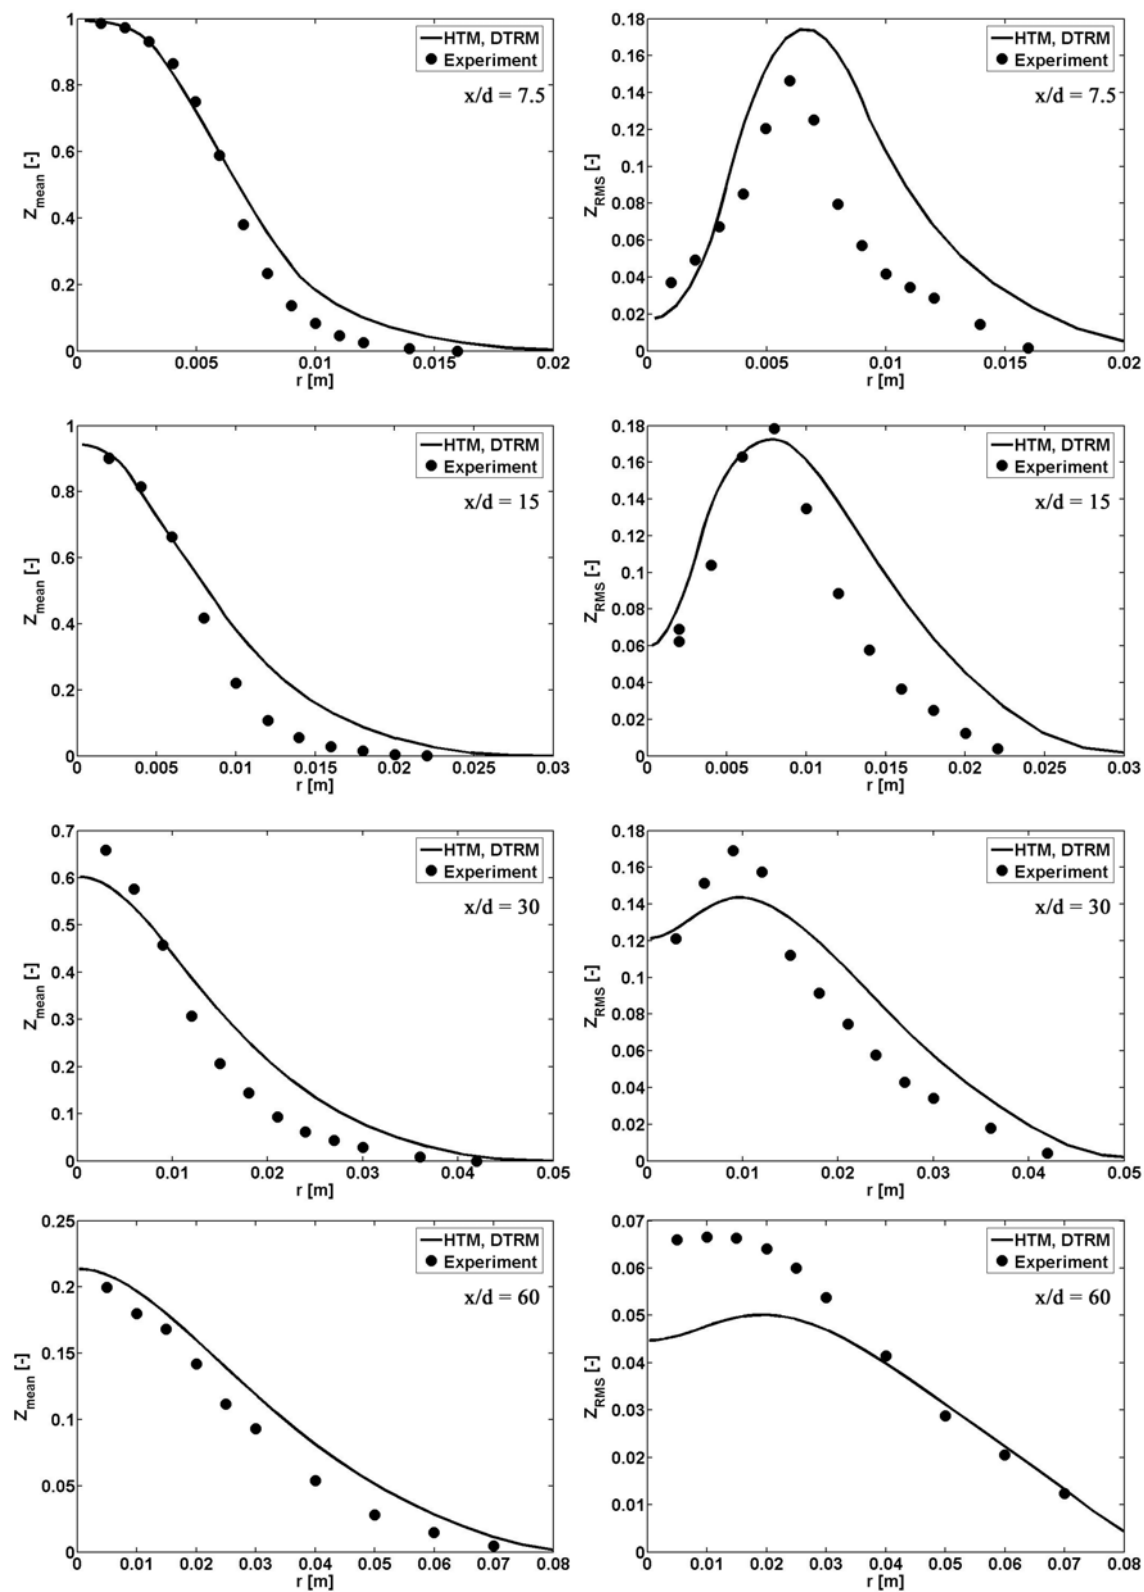 1
0.8
0.6
0.4
0.2
0
Z_mean [-]
0 0.005 0.01 0.015 0.02
r [m]
HTM, DTRM
Experiment
x/d = 7.5
0.18
0.16
0.14
0.12
0.1
0.08
0.06
0.04
0.02
0
Z_RMS [-]
0 0.005 0.01 0.015 0.02
r [m]
HTM, DTRM
Experiment
x/d = 7.5
1
0.8
0.6
0.4
0.2
0
Z_mean [-]
0 0.005 0.01 0.015 0.02 0.025 0.03
r [m]
HTM, DTRM
Experiment
x/d = 15
0.18
0.16
0.14
0.12
0.1
0.08
0.06
0.04
0.02
0
Z_RMS [-]
0.005 0.01 0.015 0.02 0.025 0.03
r [m]
HTM, DTRM
Experiment
x/d = 15
0.7
0.6
0.5
0.4
0.3
0.2
0.1
0
Z_mean [-]
0.01 0.02 0.03 0.04 0.05
r [m]
HTM, DTRM
Experiment
x/d = 30
0.18
0.16
0.14
0.12
0.1
0.08
0.06
0.04
0.02
0
Z_RMS [-]
0.01 0.02 0.03 0.04 0.05
r [m]
HTM, DTRM
Experiment
x/d = 30
0.25
0.2
0.15
0.1
0.05
0
Z_mean [-]
0.01 0.02 0.03 0.04 0.05 0.06 0.07 0.08
r [m]
HTM, DTRM
Experiment
x/d = 60
0.07
0.06
0.05
0.04
0.03
0.02
0.01
0
Z_RMS [-]
0.01 0.02 0.03 0.04 0.05 0.06 0.07 0.08
r [m]
HTM, DTRM
Experiment
x/d = 60